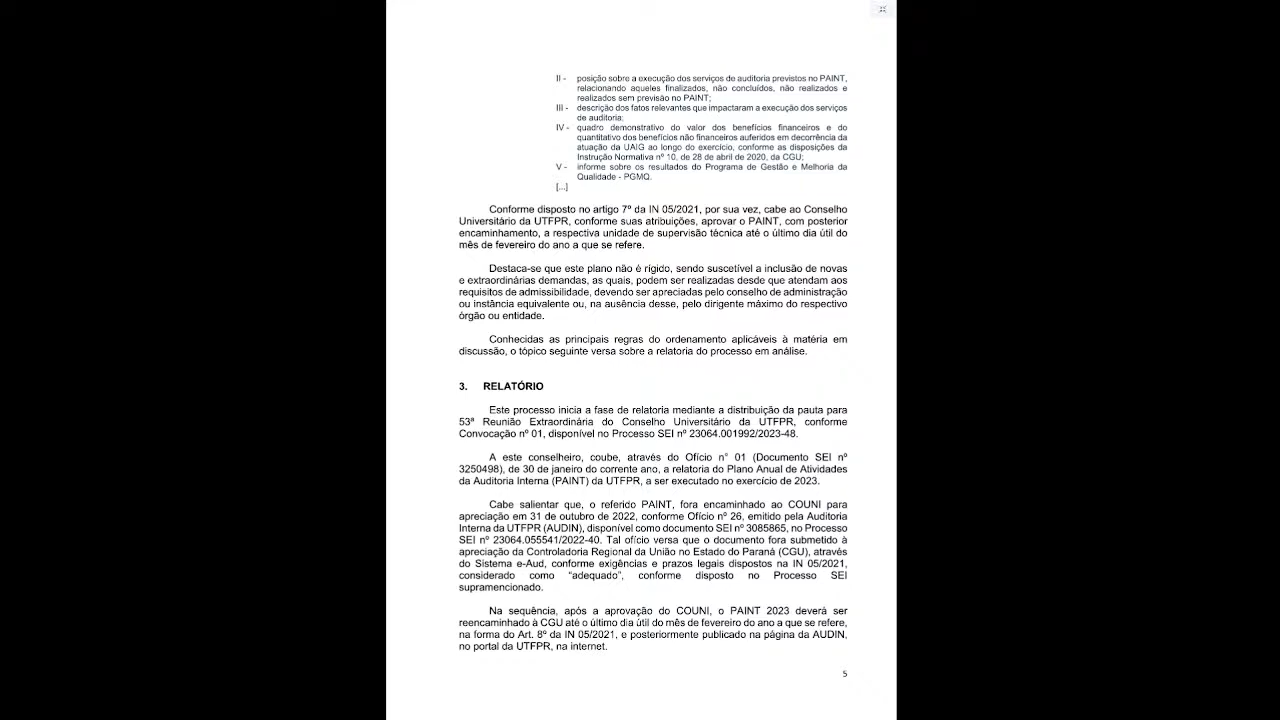 II - posição sobre a execução dos serviços de auditoria previstos no PAINT,
relacionando aqueles finalizados, não concluídos, não realizados e
realizados sem previsão no PAINT;
III - descrição dos fatos relevantes que impactaram a execução dos serviços
de auditoria;
IV - quadro demonstrativo do valor dos benefícios financeiros e do
quantitativo dos benefícios não financeiros auferidos em decorrência da
atuação da UAIG ao longo do exercício, conforme as disposições da
Instrução Normativa nº 10, de 28 de abril de 2020, da CGU;
V - informe sobre os resultados do Programa de Gestão e Melhoria da
Qualidade - PGMQ.
[...]
Conforme disposto no artigo 7º da IN 05/2021, por sua vez, cabe ao Conselho
Universitário da UTFPR, conforme suas atribuições, aprovar o PAINT, com posterior
encaminhamento, a respectiva unidade de supervisão técnica até o último dia útil do
mês de fevereiro do ano a que se refere.
Destaca-se que este plano não é rígido, sendo suscetível a inclusão de novas
e extraordinárias demandas, as quais, podem ser realizadas desde que atendam aos
requisitos de admissibilidade, devendo ser apreciadas pelo conselho de administração
ou instância equivalente ou, na ausência desse, pelo dirigente máximo do respectivo
órgão ou entidade.
Conhecidas as principais regras do ordenamento aplicáveis à matéria em
discussão, o tópico seguinte versa sobre a relatoria do processo em análise.
3. RELATÓRIO
Este processo inicia a fase de relatoria mediante a distribuição da pauta para
53ª Reunião Extraordinária do Conselho Universitário da UTFPR, conforme
Convocação nº 01, disponível no Processo SEI nº 23064.001992/2023-48.
A este conselheiro, coube, através do Ofício n° 01 (Documento SEI nº
3250498), de 30 de janeiro do corrente ano, a relatoria do Plano Anual de Atividades
da Auditoria Interna (PAINT) da UTFPR, a ser executado no exercício de 2023.
Cabe salientar que, o referido PAINT, fora encaminhado ao COUNI para
apreciação em 31 de outubro de 2022, conforme Ofício nº 26, emitido pela Auditoria
Interna da UTFPR (AUDIN), disponível como documento SEI nº 3085865, no Processo
SEI nº 23064.055541/2022-40. Tal ofício versa que o documento fora submetido à
apreciação da Controladoria Regional da União no Estado do Paraná (CGU), através
do Sistema e-Aud, conforme exigências e prazos legais dispostos na IN 05/2021,
considerado como “adequado”, conforme disposto no Processo SEI
supramencionado.
Na sequência, após a aprovação do COUNI, o PAINT 2023 deverá ser
reencaminhado à CGU até o último dia útil do mês de fevereiro do ano a que se refere,
na forma do Art. 8º da IN 05/2021, e posteriormente publicado na página da AUDIN,
no portal da UTFPR, na internet.
5